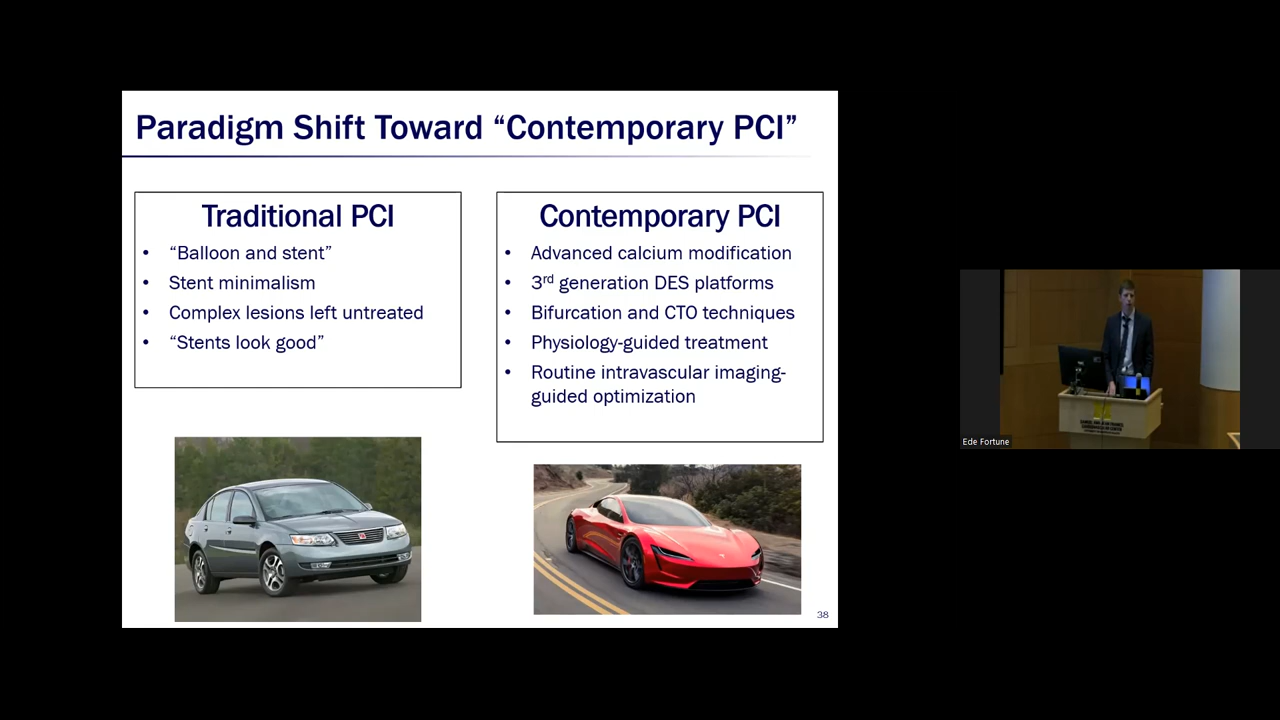 Paradigm Shift Toward “Contemporary PCI”
Traditional PCI
• “Balloon and stent”
• Stent minimalism
• Complex lesions left untreated
• “Stents look good”
Contemporary PCI
• Advanced calcium modification
• 3rd generation DES platforms
• Bifurcation and CTO techniques
• Physiology-guided treatment
• Routine intravascular imaging-
guided optimization
38
Ede Fortune